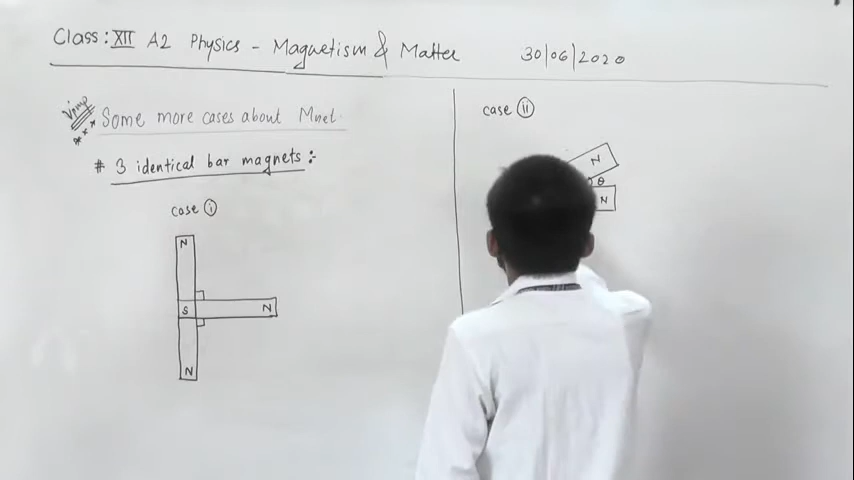 Class: XII A2 Physics - Magnetism & Matter 30/06/2020
V.imp
*** Some more cases about Mnet.
# 3 identical bar magnets :-
case (i)
N
S N
N
case (ii)
N
θ
N